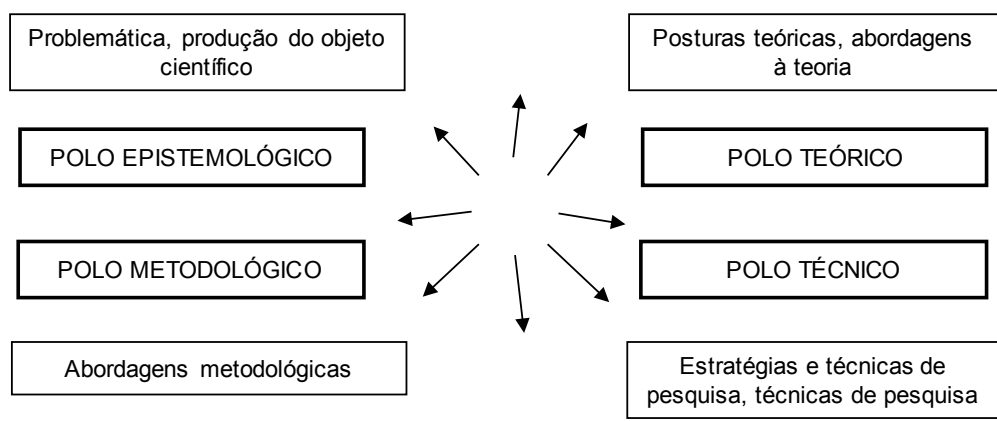 Problemática, produção do objeto
científico
Posturas teóricas, abordagens
à teoria
POLO EPISTEMOLÓGICO
POLO TEÓRICO
POLO METODOLÓGICO
POLO TÉCNICO
Abordagens metodológicas
Estratégias e técnicas de
pesquisa, técnicas de pesquisa